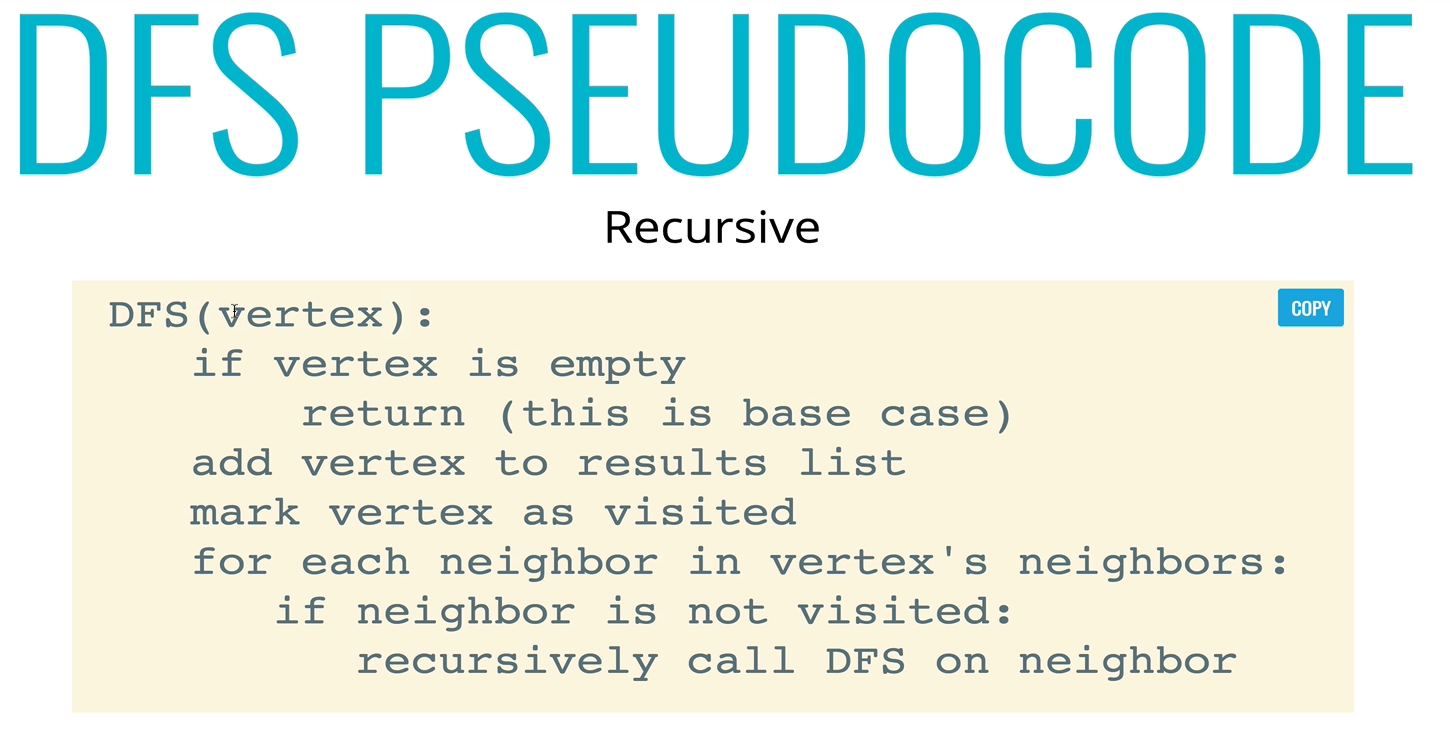 DFS PSEUDOCODE
Recursive
DFS(vertex):
    if vertex is empty
        return (this is base case)
    add vertex to results list
    mark vertex as visited
    for each neighbor in vertex's neighbors:
        if neighbor is not visited:
            recursively call DFS on neighbor
COPY